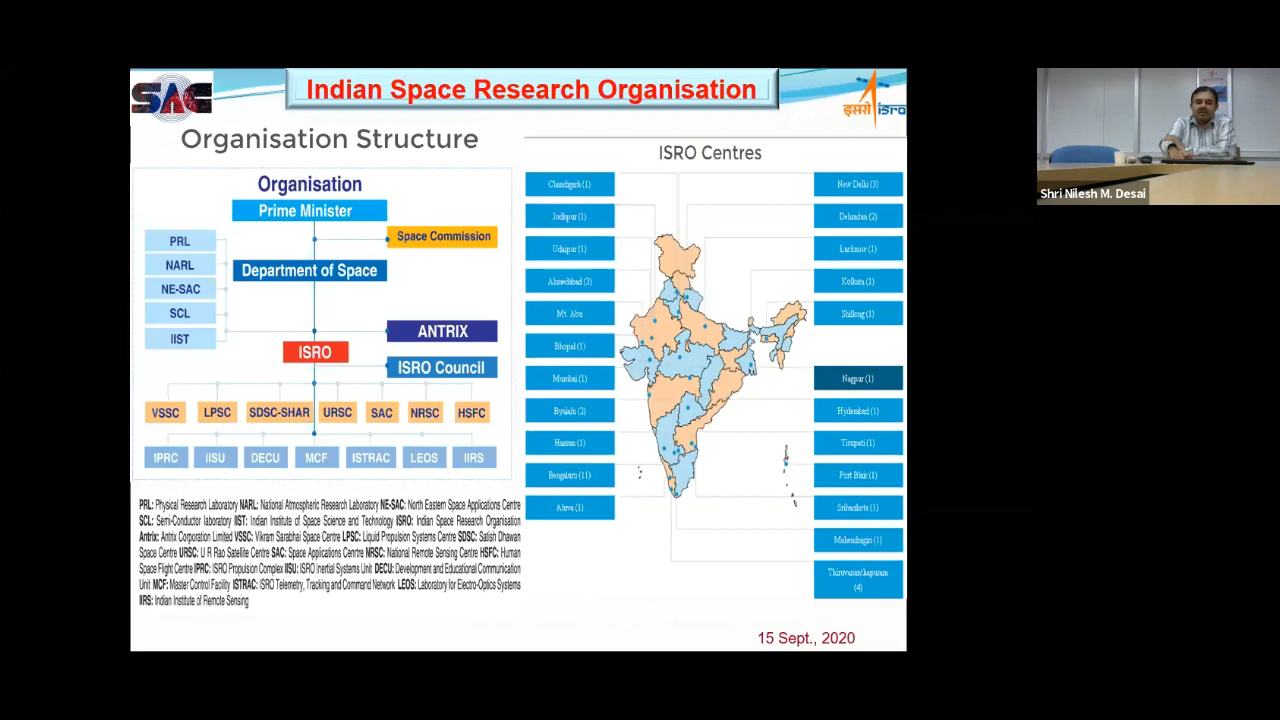 SAC
Indian Space Research Organisation
इसरो isro
Organisation Structure
Organisation
Prime Minister
Space Commission
PRL
NARL
NE-SAC
SCL
IIST
Department of Space
ANTRIX
ISRO
ISRO Council
VSSC LPSC SDSC-SHAR URSC SAC NRSC HSFC
IPRC IISU DECU MCF ISTRAC LEOS IIRS
PRL: Physical Research Laboratory NARL: National Atmospheric Research Laboratory NE-SAC: North Eastern Space Applications Centre
SCL: Semi-Conductor laboratory IIST: Indian Institute of Space Science and Technology ISRO: Indian Space Research Organisation
Antrix: Antrix Corporation Limited VSSC: Vikram Sarabhai Space Centre LPSC: Liquid Propulsion Systems Centre SDSC: Satish Dhawan
Space Centre URSC: U R Rao Satellite Centre SAC: Space Applications Cenntre NRSC: National Remote Sensing Centre HSFC: Human
Space Flight Centre IPRC: ISRO Propulsion Complex IISU: ISRO Inertial Systems Unit DECU: Development and Educational Communication
Unit MCF: Master Control Facility ISTRAC: ISRO Telemetry, Tracking and Command Network LEOS: Laboratory for Electro-Optics Systems
IIRS: Indian Institute of Remote Sensing
ISRO Centres
Chandigarh (1)
Jodhpur (1)
Udaipur (1)
Ahmedabad (3)
Mt. Abu
Bhopal (1)
Mumbai (1)
Byalalu (2)
Hassan (1)
Bengaluru (11)
Aluva (1)
New Delhi (3)
Dehradun (2)
Lucknow (1)
Kolkata (1)
Shillong (1)
Nagpur (1)
Hyderabad (1)
Tirupati (1)
Port Blair (1)
Sriharikota (1)
Mahendragiri (1)
Thiruvananthapuram
(4)
15 Sept., 2020
Shri Nilesh M. Desai